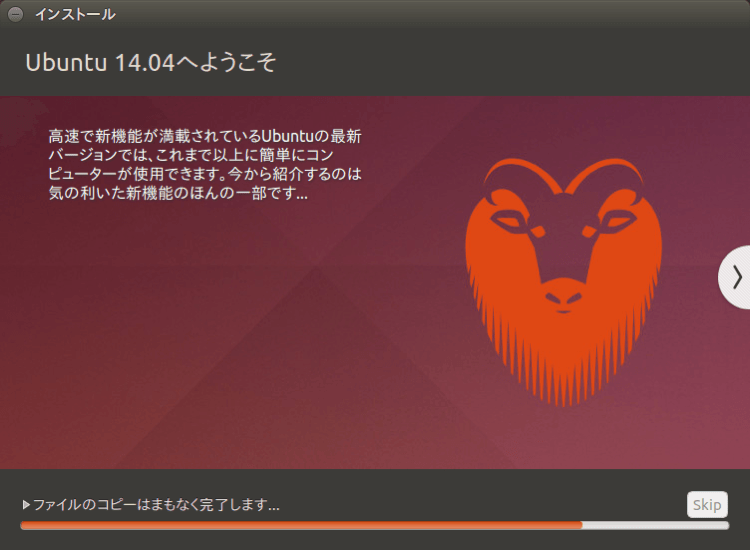 インストール
Ubuntu 14.04へようこそ
高速で新機能が満載されているUbuntuの最新
バージョンでは、これまで以上に簡単にコン
ピューターが使用できます。今から紹介するのは
気の利いた新機能のほんの一部です...
ファイルのコピーはまもなく完了します...
Skip